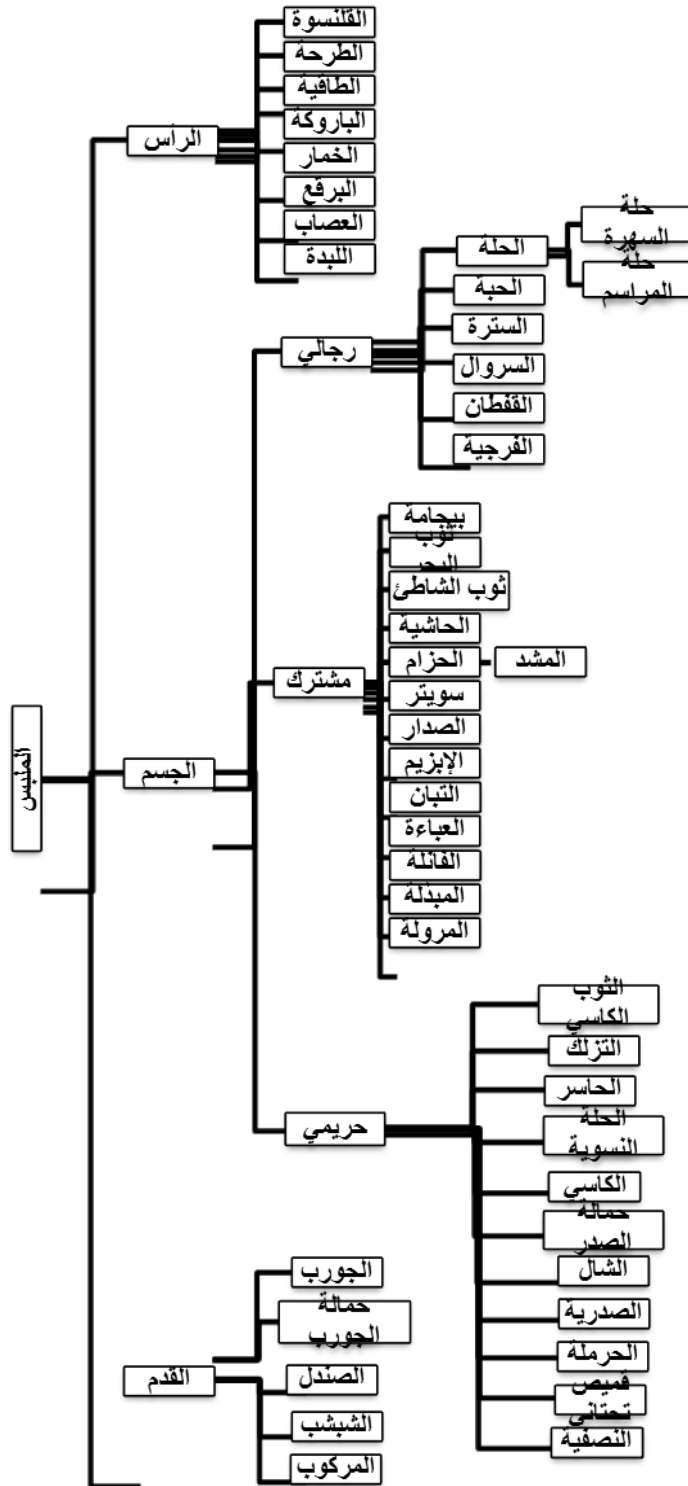 الملبس
الرأس
القلنسوة
الطرحة
الطاقية
الباروكة
الخمار
البرقع
العصاب
اللبدة
الجسم
رجالي
الحلة
حلة
السهرة
حلة
المراسم
الحبة
السترة
السروال
القفطان
الفرجية
مشترك
بيجامة
ثوب
البحر
ثوب الشاطئ
الحاشية
الحزام
المشد
سويتر
الصدار
الإبزيم
التبان
العباءة
الفانلة
المبذلة
المرولة
حريمي
الثوب
الكاسي
التزلك
الحاسر
الحلة
النسوية
الكاسي
حمالة
الصدر
الشال
الصدرية
الحرملة
قميص
تحتاني
النصفية
القدم
الجورب
حمالة
الجورب
الصندل
الشبشب
المركوب